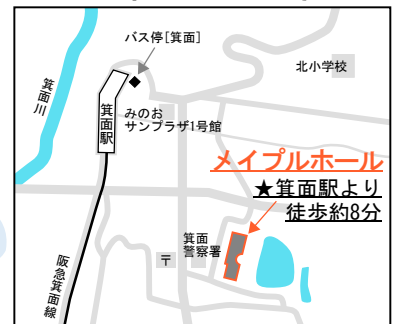 バス停[箕面]
北小学校
箕面川
箕面駅
みのお
サンプラザ1号館
メイプルホール
★箕面駅より
徒歩約8分
箕面
警察署
〒
阪急箕面線